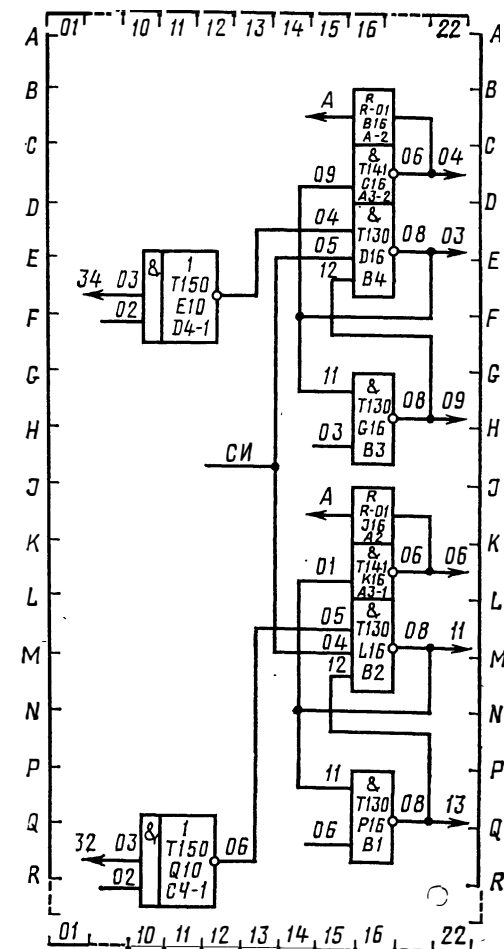 01 10 11 12 13 14 15 16 22
A A
B B
C C
D D
E E
F F
G G
H H
J J
K K
L L
M M
N N
P P
Q Q
R R
A
R
R-01
B16
A-2
06 04
&
T141
C16
A3-2
09
04
05
12
&
T130
D16
B4
08 03
34 03
02
&
1
T150
E10
D4-1
11
03
&
T130
G16
B3
08 09
СИ
A
R
R-01
J16
A2
06 06
01
&
T141
K16
A3-1
05
04
12
&
T130
L16
B2
08 11
11
06
&
T130
P16
B1
08 13
32 03
02
&
1
T150
Q10
C4-1
06
01 10 11 12 13 14 15 16 22